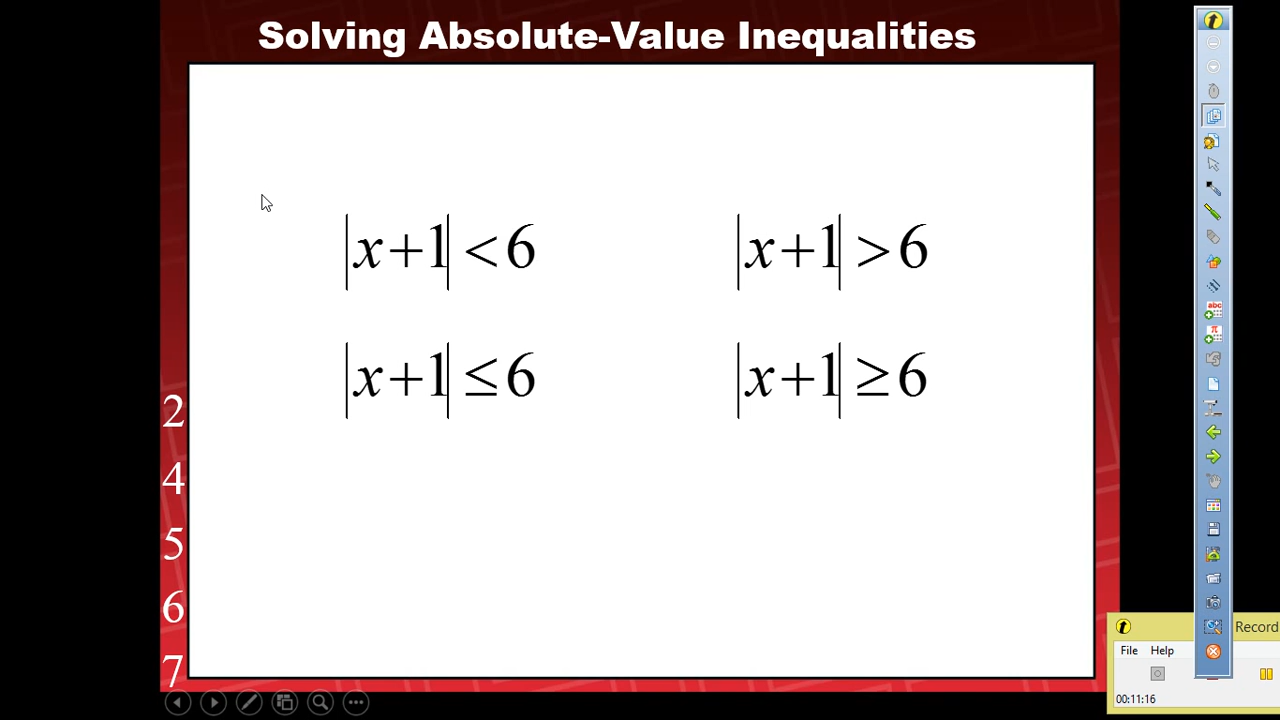 Solving Absolute-Value Inequalities
|x+1| < 6
|x+1| > 6
|x+1| ≤ 6
|x+1| ≥ 6
2
4
5
6
7
abc
π
Record
File Help
00:11:16